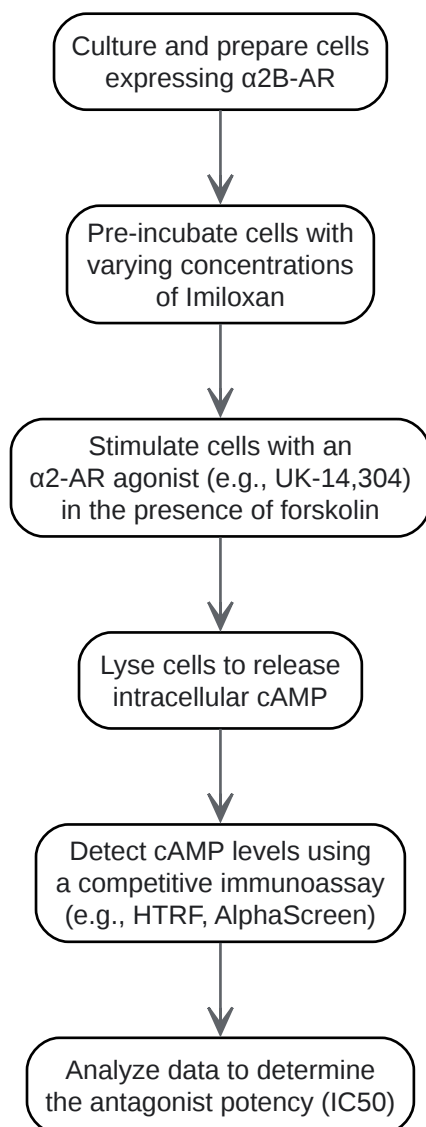 Culture and prepare cells
expressing α2B-AR
Pre-incubate cells with
varying concentrations
of Imiloxan
Stimulate cells with an
α2-AR agonist (e.g., UK-14,304)
in the presence of forskolin
Lyse cells to release
intracellular cAMP
Detect cAMP levels using
a competitive immunoassay
(e.g., HTRF, AlphaScreen)
Analyze data to determine
the antagonist potency (IC50)